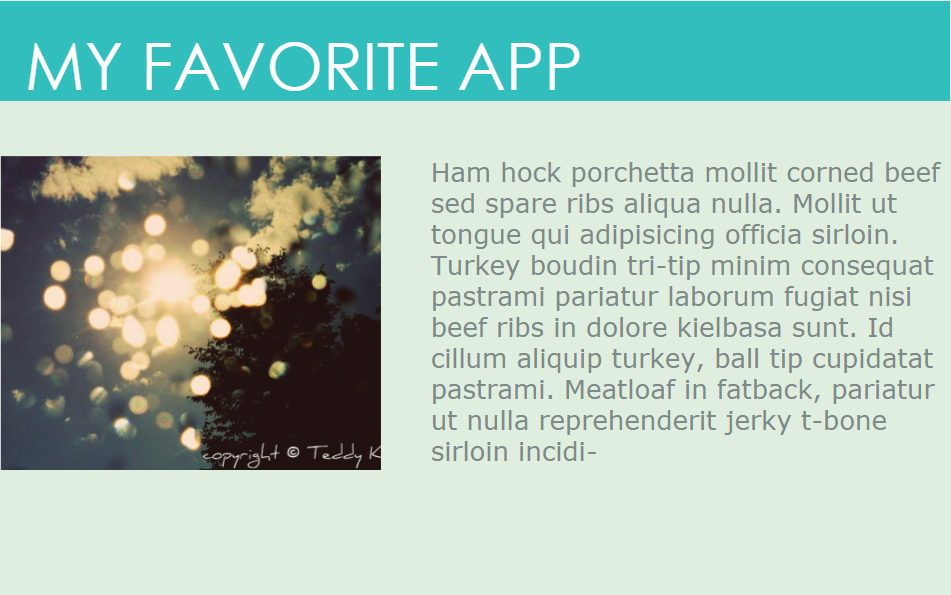 MY FAVORITE APP
Ham hock porchetta mollit corned beef
sed spare ribs aliqua nulla. Mollit ut
tongue qui adipisicing officia sirloin.
Turkey boudin tri-tip minim consequat
pastrami pariatur laborum fugiat nisi
beef ribs in dolore kielbasa sunt. Id
cillum aliquip turkey, ball tip cupidatat
pastrami. Meatloaf in fatback, pariatur
ut nulla reprehenderit jerky t-bone
sirloin incidi-
copyright © Teddy K